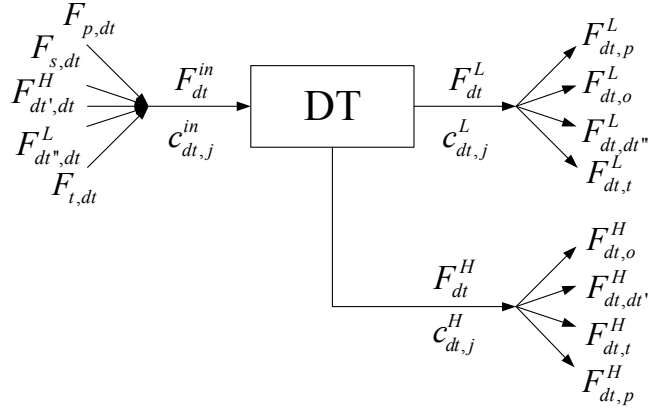 F_{p,dt}
F_{s,dt}
F^{H}_{dt',dt}
F^{L}_{dt'',dt}
F_{t,dt}
F^{in}_{dt}
c^{in}_{dt,j}
DT
F^{L}_{dt}
c^{L}_{dt,j}
F^{L}_{dt,p}
F^{L}_{dt,o}
F^{L}_{dt,dt''}
F^{L}_{dt,t}
F^{H}_{dt}
c^{H}_{dt,j}
F^{H}_{dt,o}
F^{H}_{dt,dt'}
F^{H}_{dt,t}
F^{H}_{dt,p}